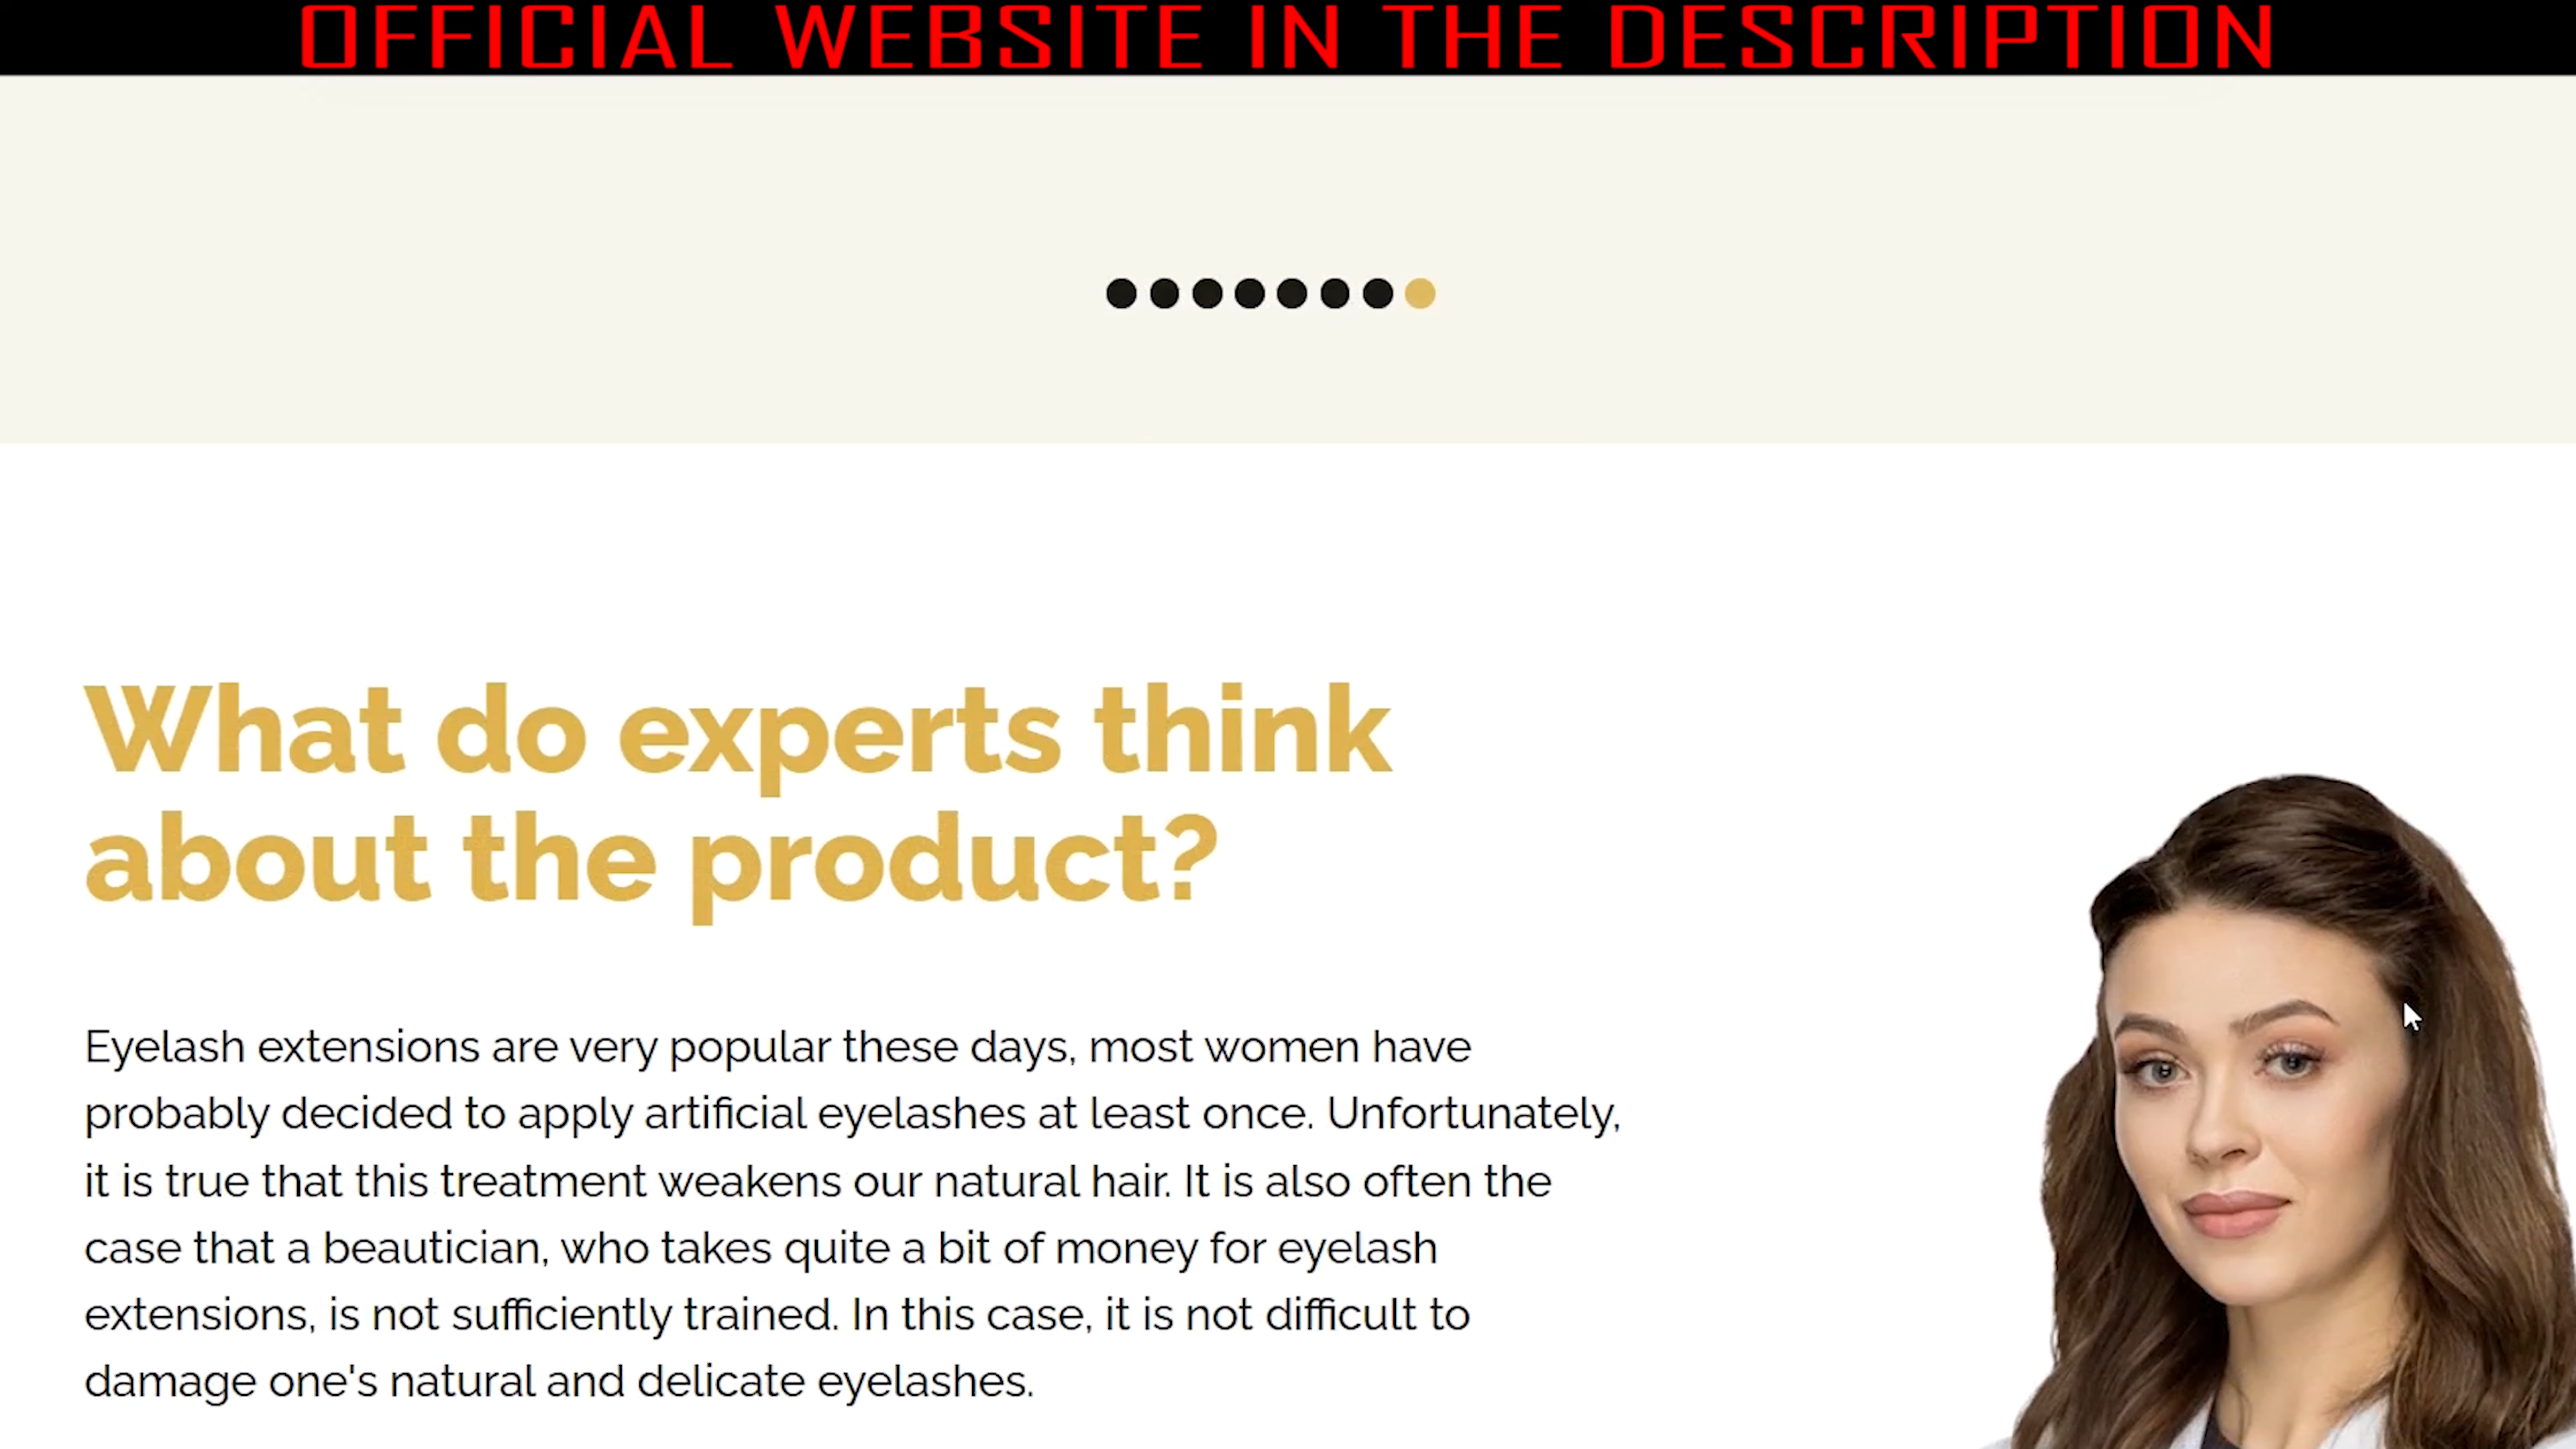 OFFICIAL WEBSITE IN THE DESCRIPTION
What do experts think
about the product?
Eyelash extensions are very popular these days, most women have
probably decided to apply artificial eyelashes at least once. Unfortunately,
it is true that this treatment weakens our natural hair. It is also often the
case that a beautician, who takes quite a bit of money for eyelash
extensions, is not sufficiently trained. In this case, it is not difficult to
damage one's natural and delicate eyelashes.